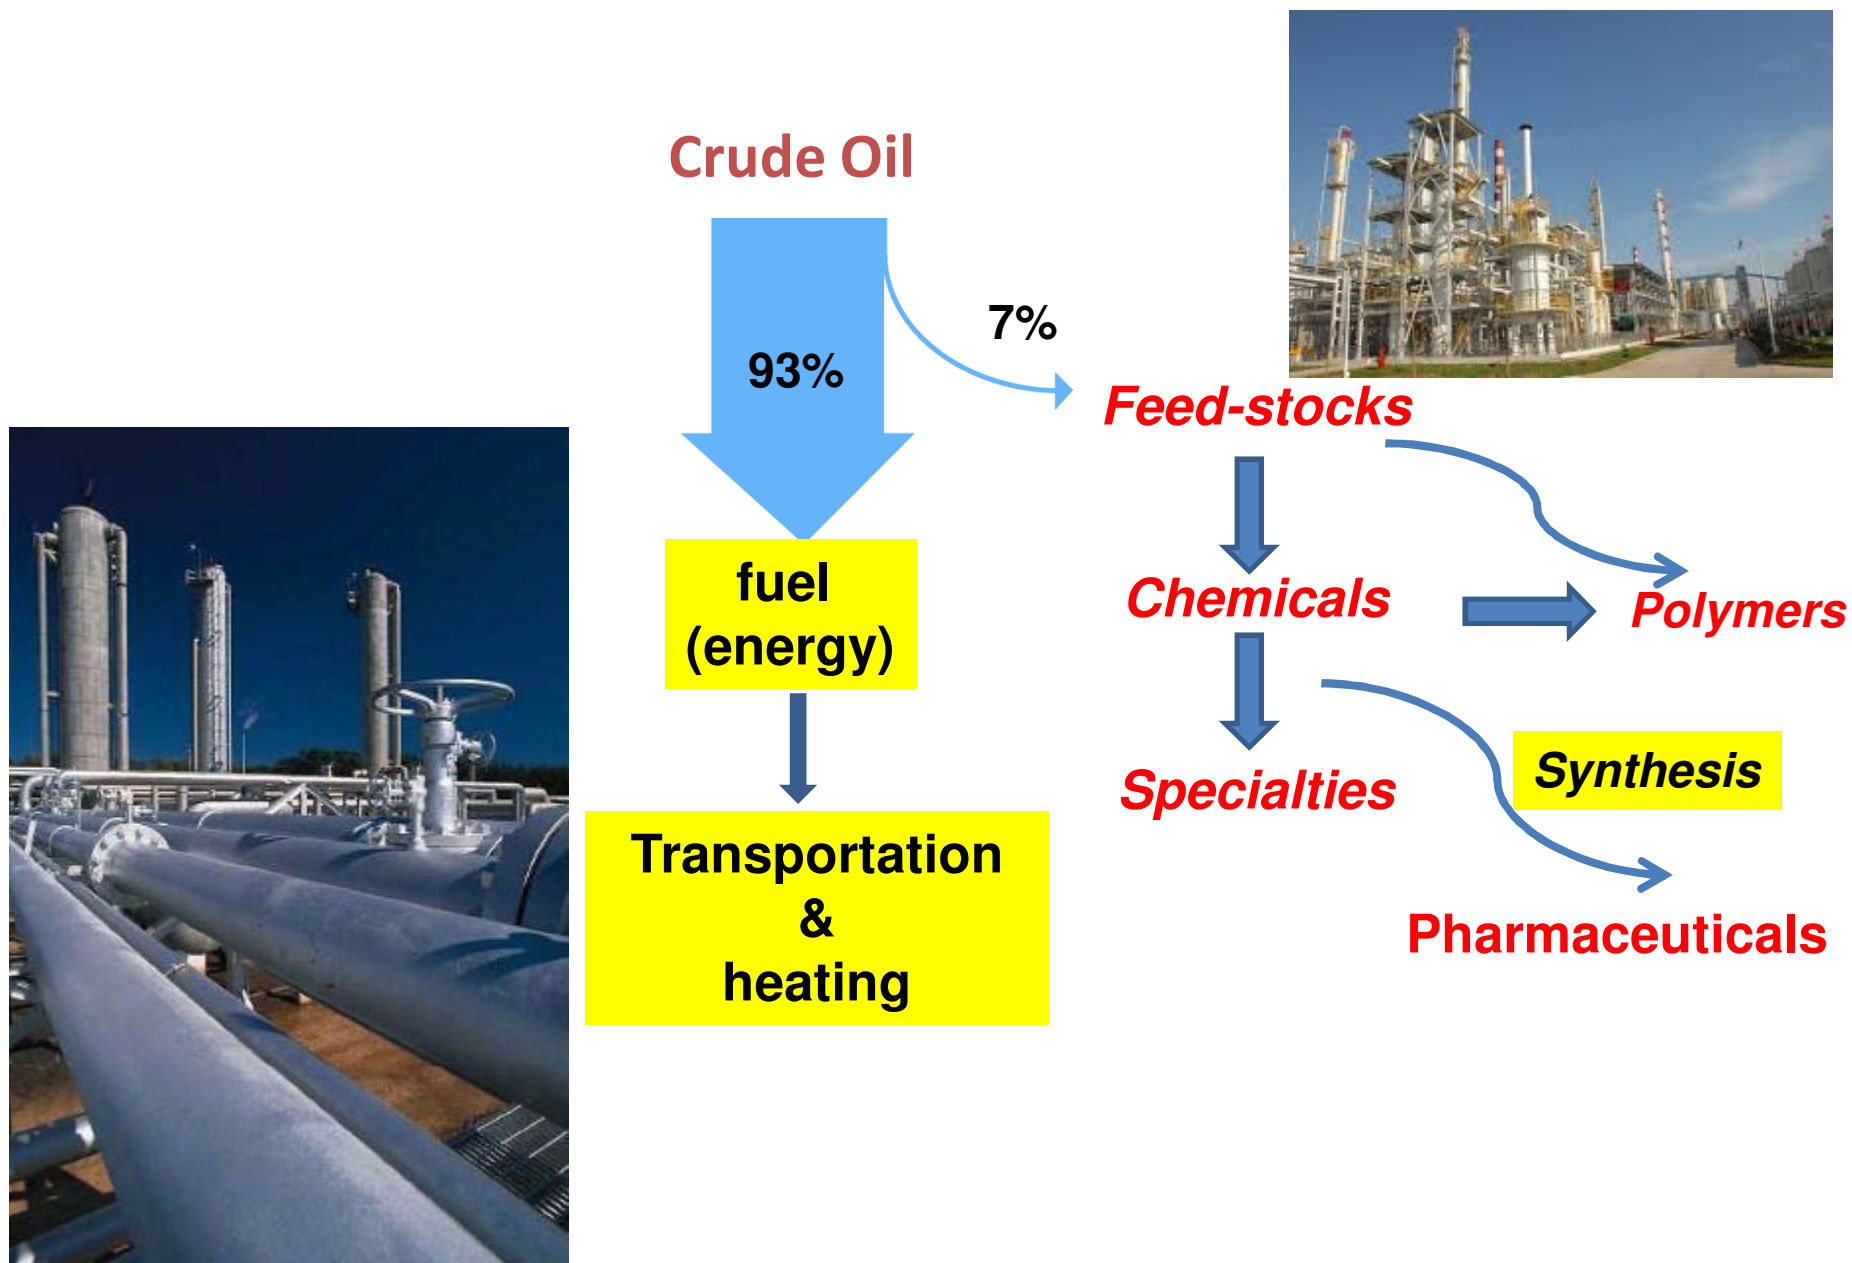 Crude Oil
7%
93%
Feed-stocks
fuel
(energy)
Chemicals
Polymers
Synthesis
Specialties
Transportation
&
heating
Pharmaceuticals